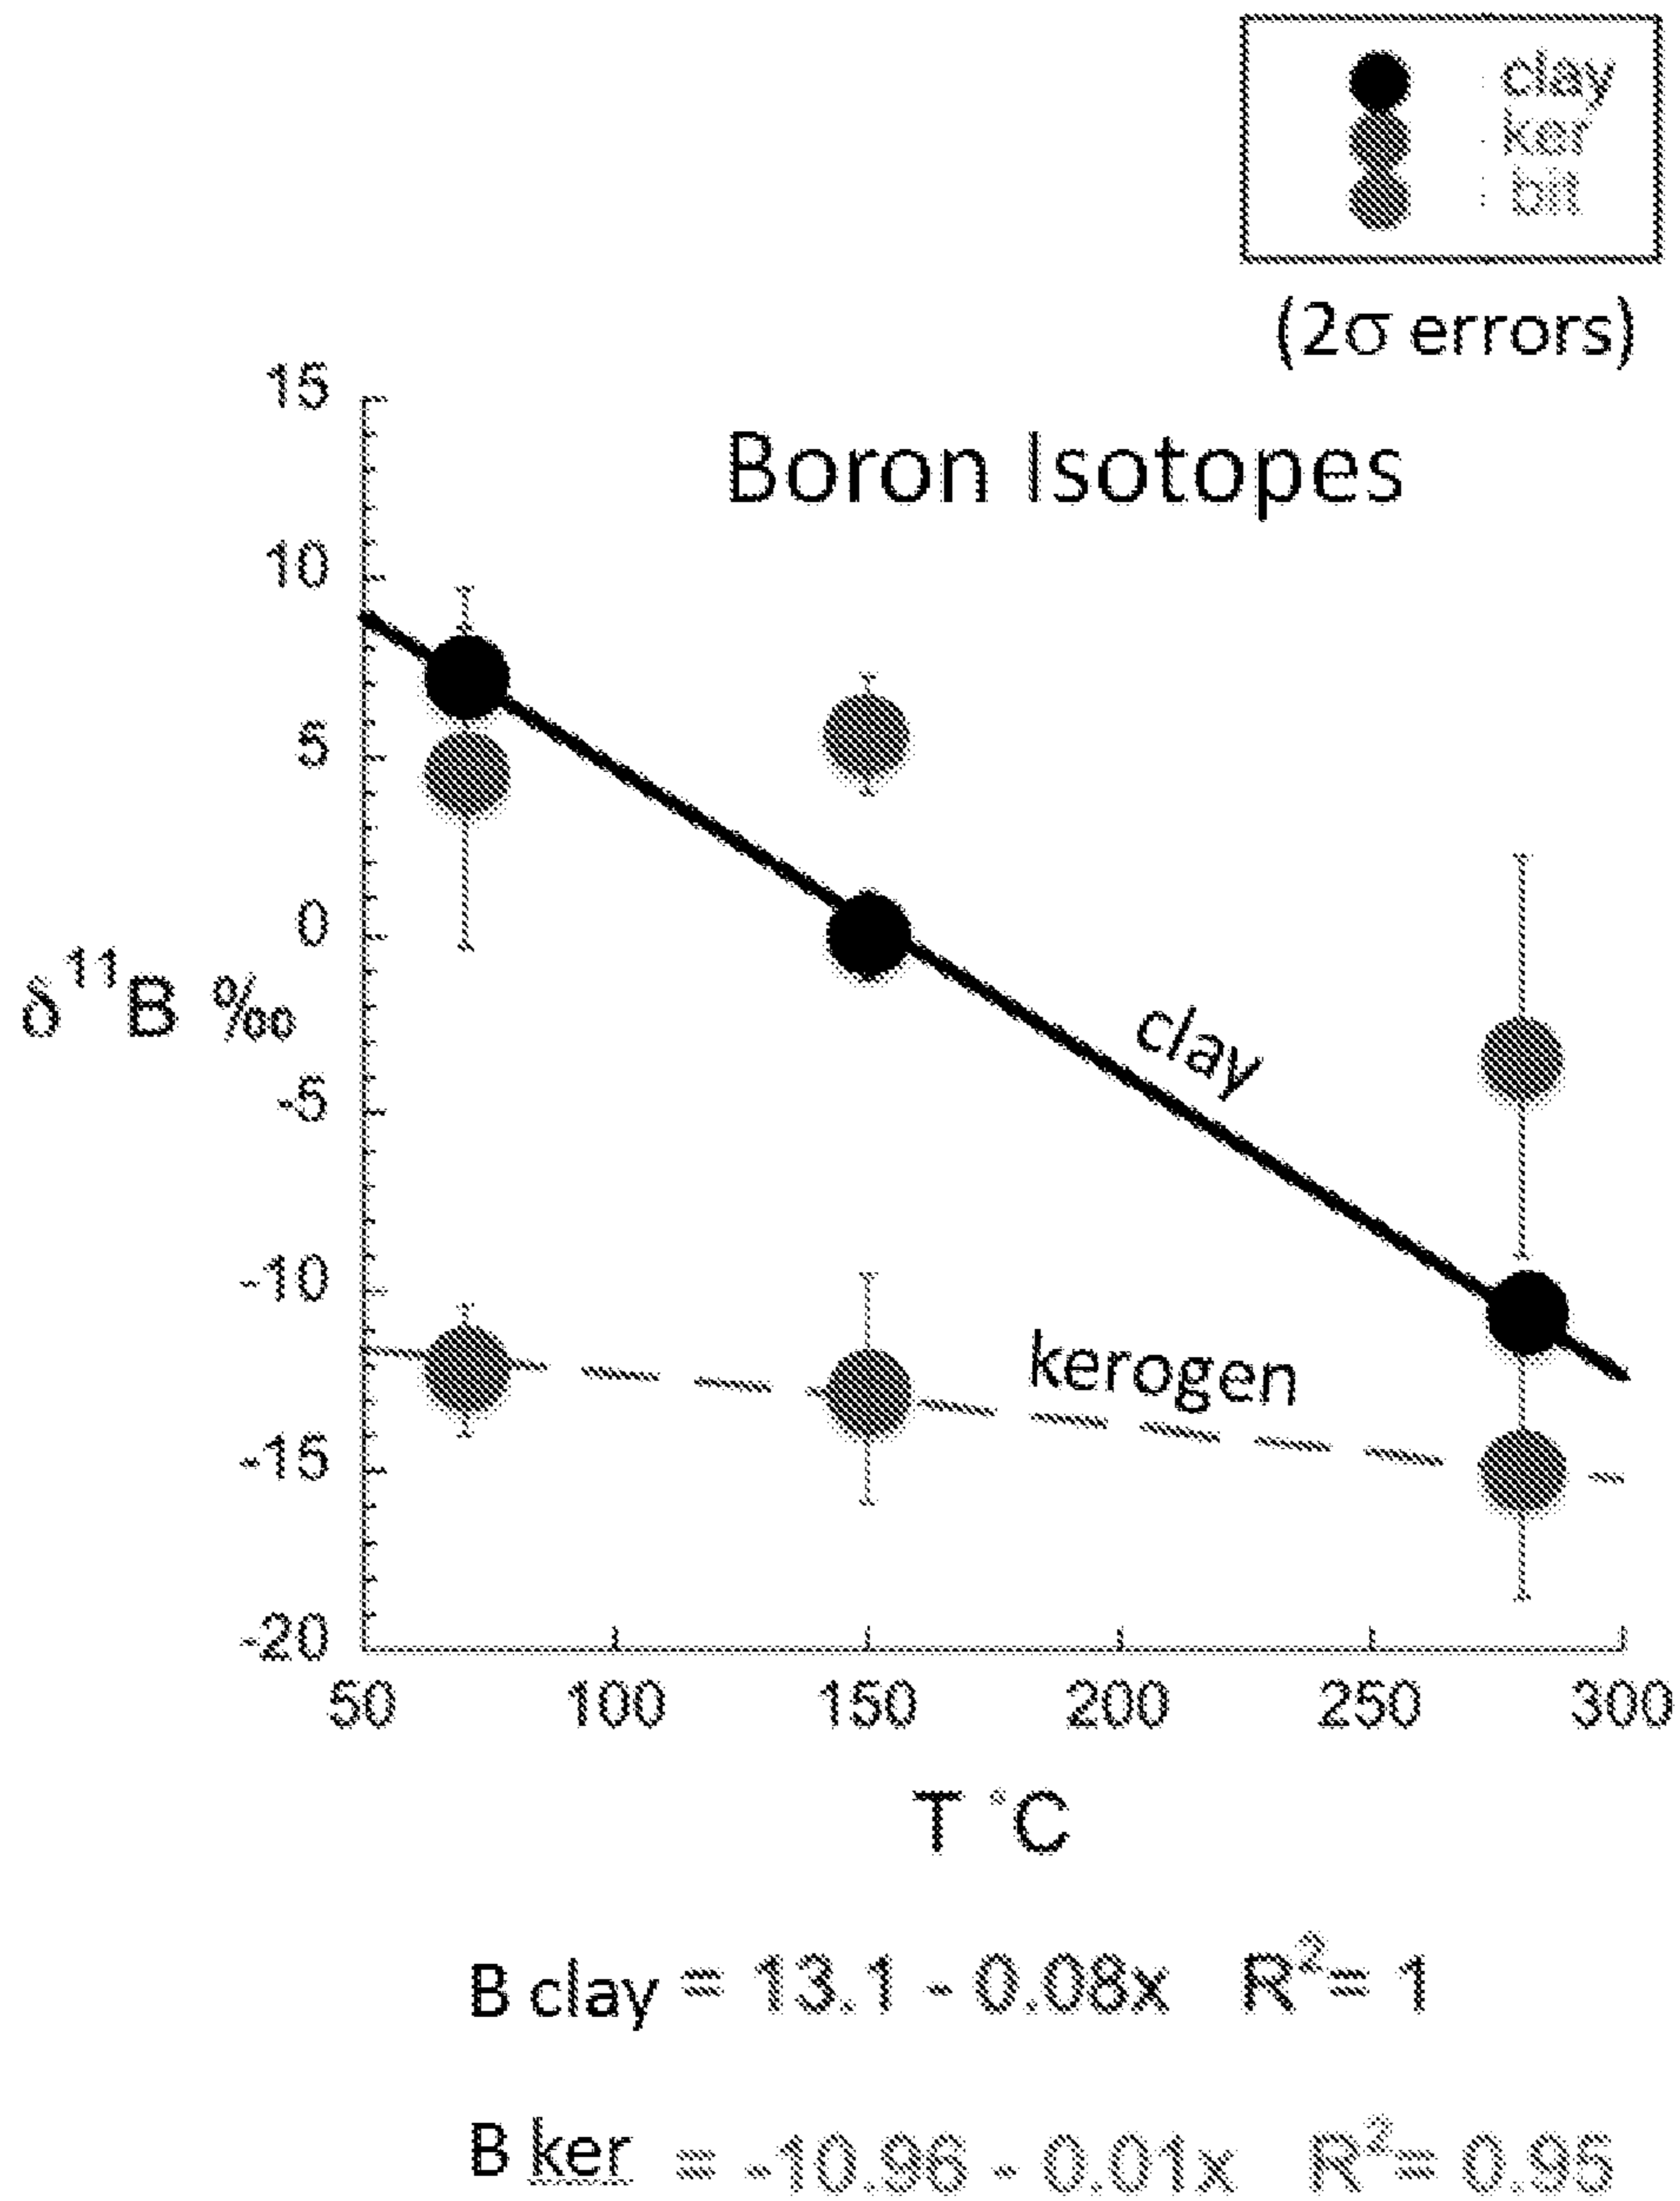 clay
ker
bit
(2σ errors)
Boron Isotopes
15
10
5
0
-5
-10
-15
-20
δ¹¹B ‰
clay
kerogen
50 100 150 200 250 300
T °C
B clay = 13.1 - 0.08x R²= 1
B ker = -10.96 - 0.01x R²= 0.95